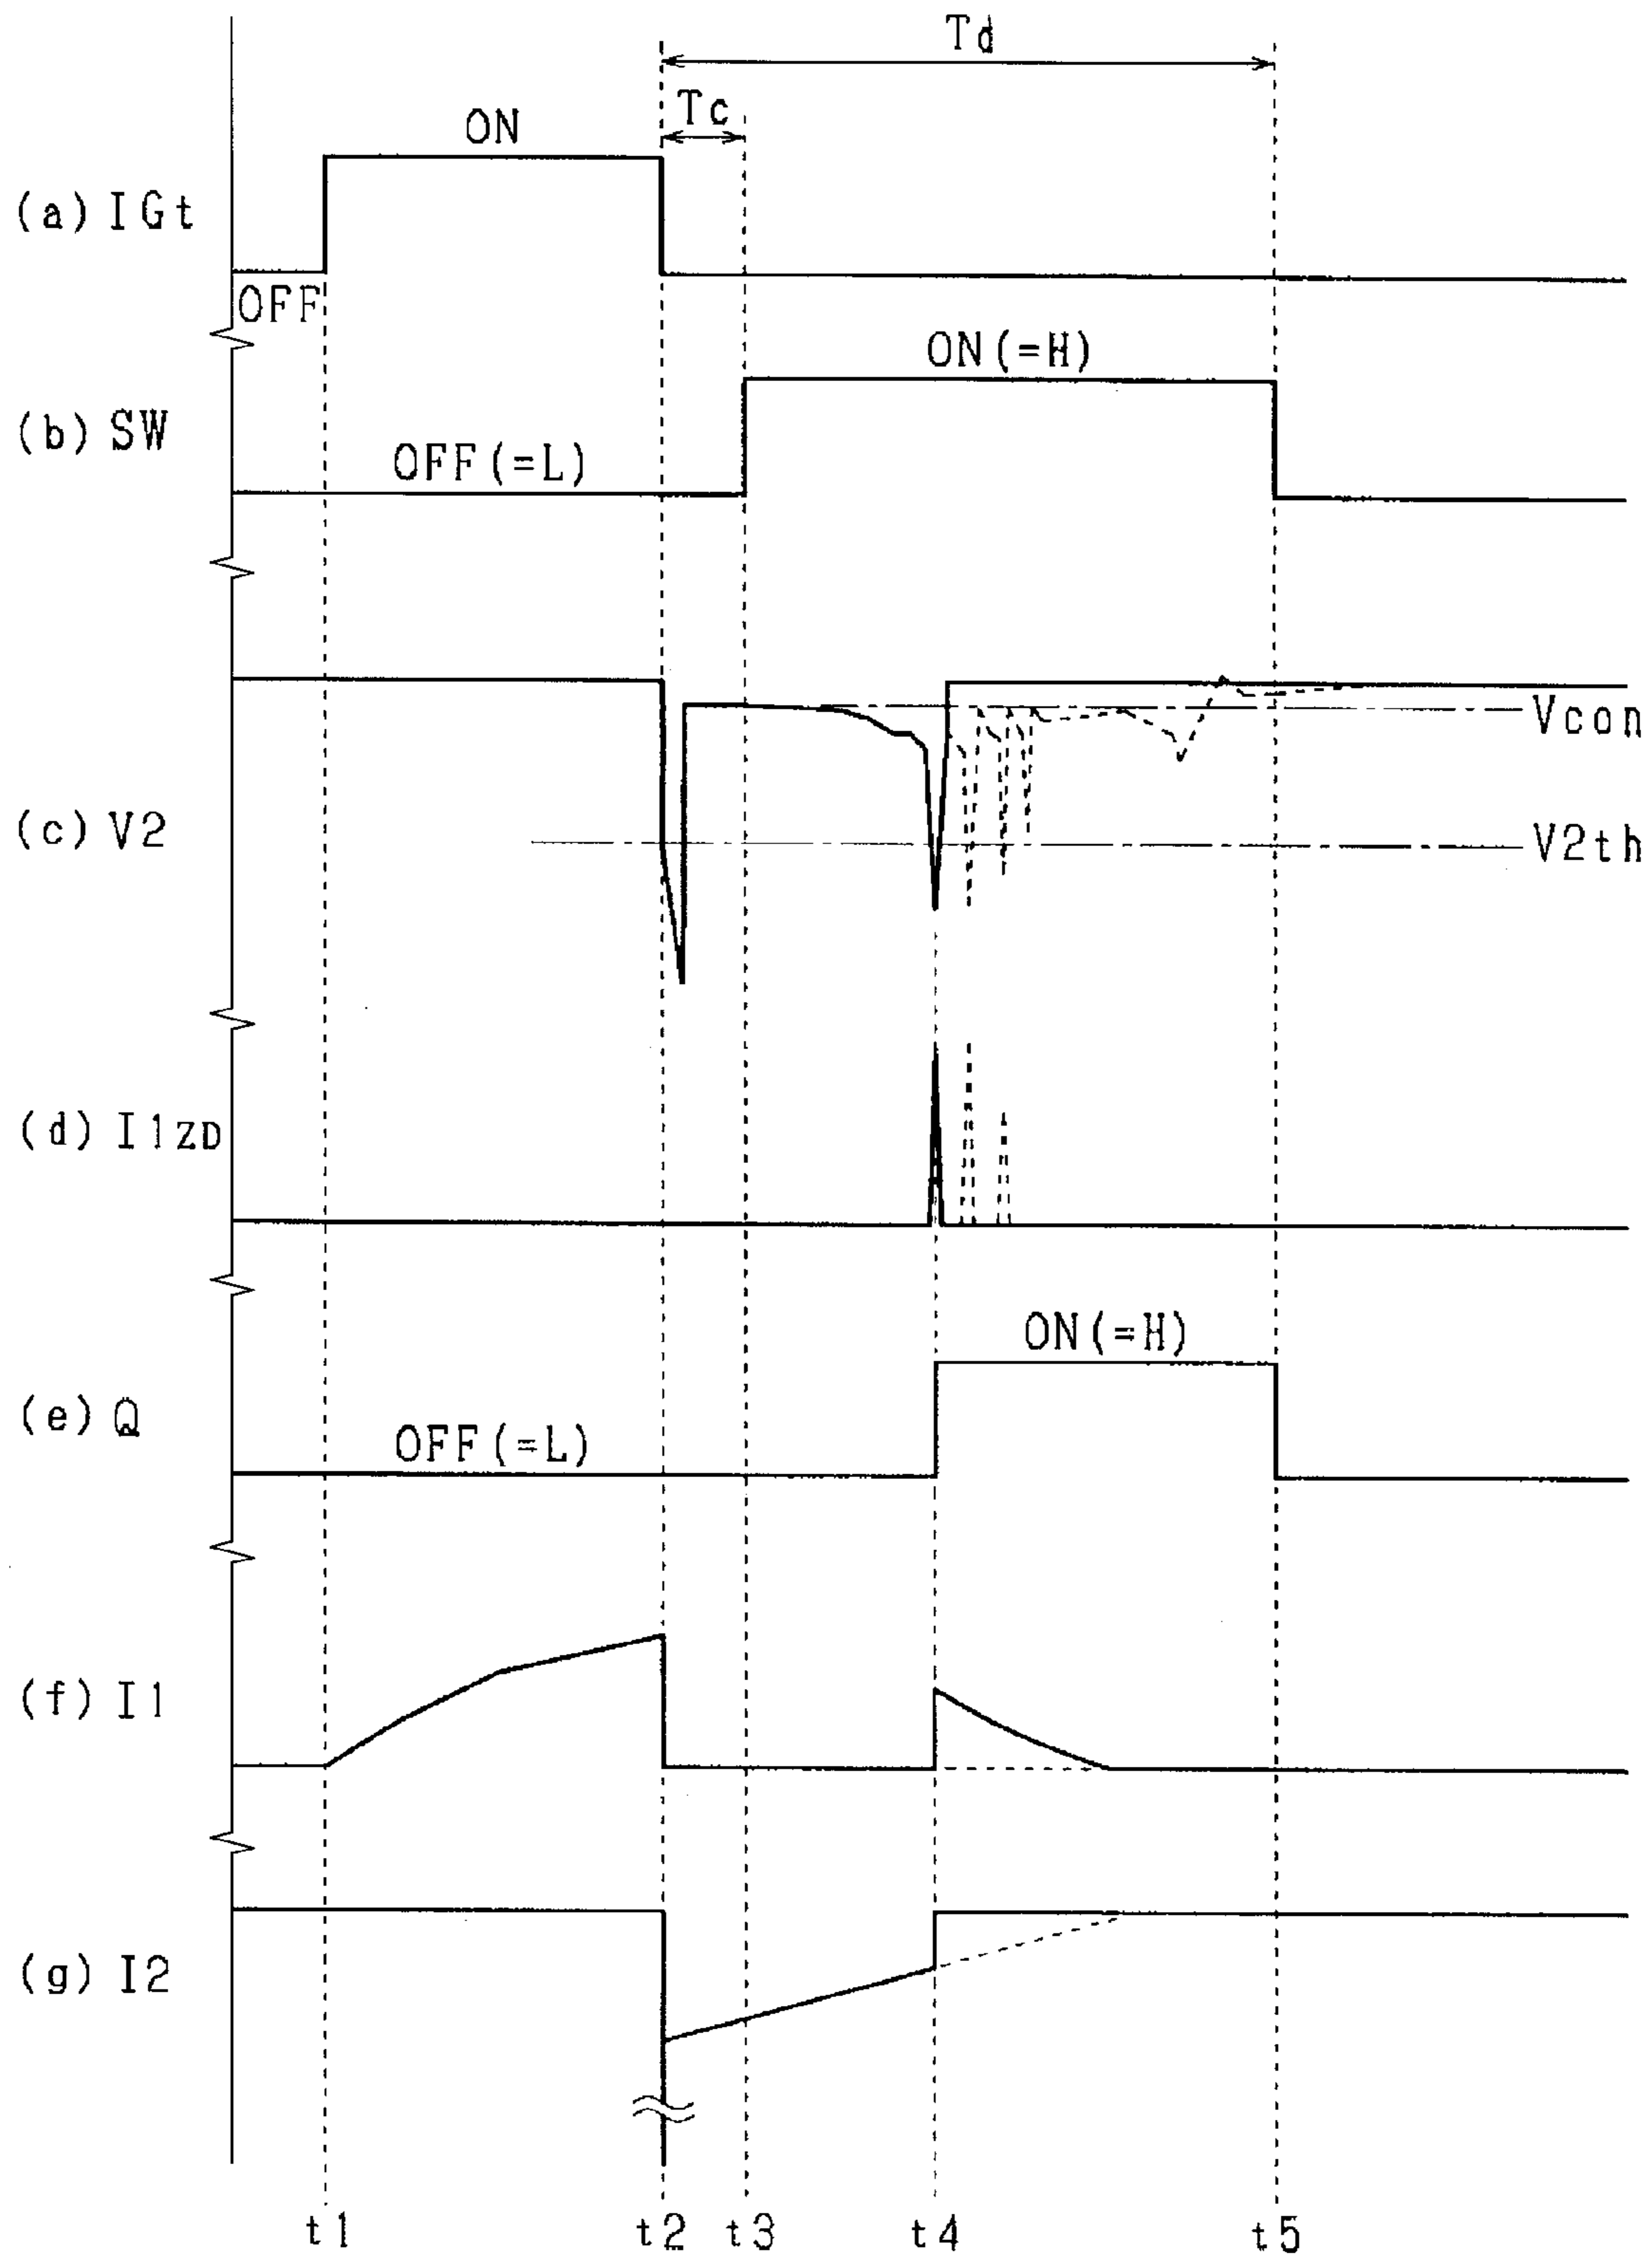 Td
Tc
ON
(a) IGt
OFF
ON(=H)
(b) SW
OFF(=L)
Vcon
(c) V2
V2th
(d) I1ZD
ON(=H)
(e) Q
OFF(=L)
(f) I1
(g) I2
t1 t2 t3 t4 t5